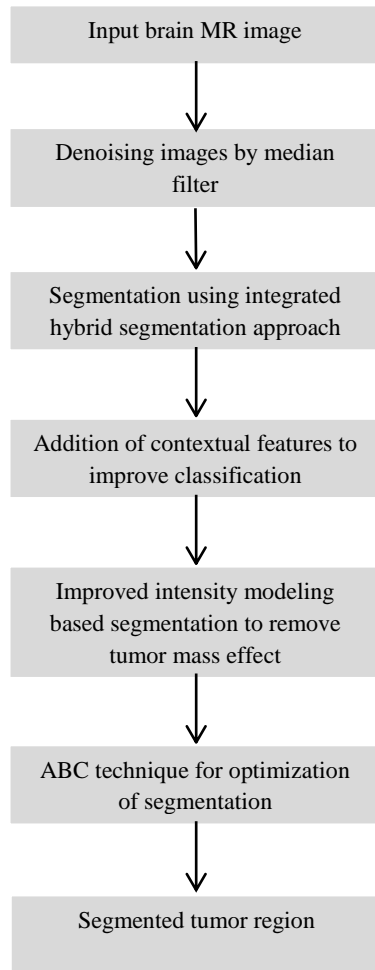 Input brain MR image
Denoising images by median
filter
Segmentation using integrated
hybrid segmentation approach
Addition of contextual features to
improve classification
Improved intensity modeling
based segmentation to remove
tumor mass effect
ABC technique for optimization
of segmentation
Segmented tumor region